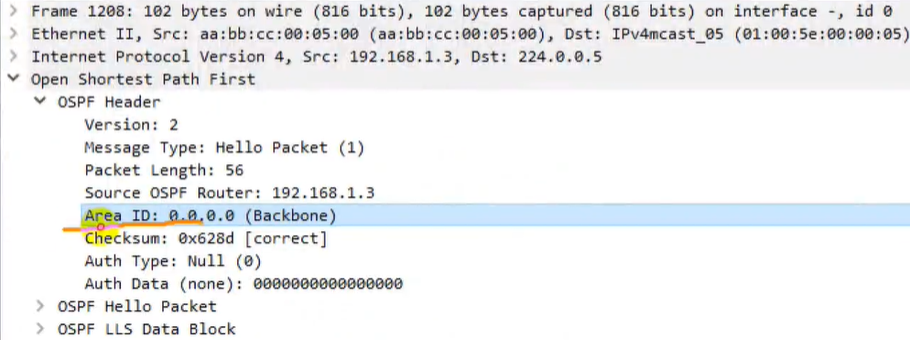 Frame 1208: 102 bytes on wire (816 bits), 102 bytes captured (816 bits) on interface -, id 0
Ethernet II, Src: aa:bb:cc:00:05:00 (aa:bb:cc:00:05:00), Dst: IPv4mcast_05 (01:00:5e:00:00:05)
Internet Protocol Version 4, Src: 192.168.1.3, Dst: 224.0.0.5
Open Shortest Path First
OSPF Header
Version: 2
Message Type: Hello Packet (1)
Packet Length: 56
Source OSPF Router: 192.168.1.3
Area ID: 0.0.0.0 (Backbone)
Checksum: 0x628d [correct]
Auth Type: Null (0)
Auth Data (none): 0000000000000000
OSPF Hello Packet
OSPF LLS Data Block